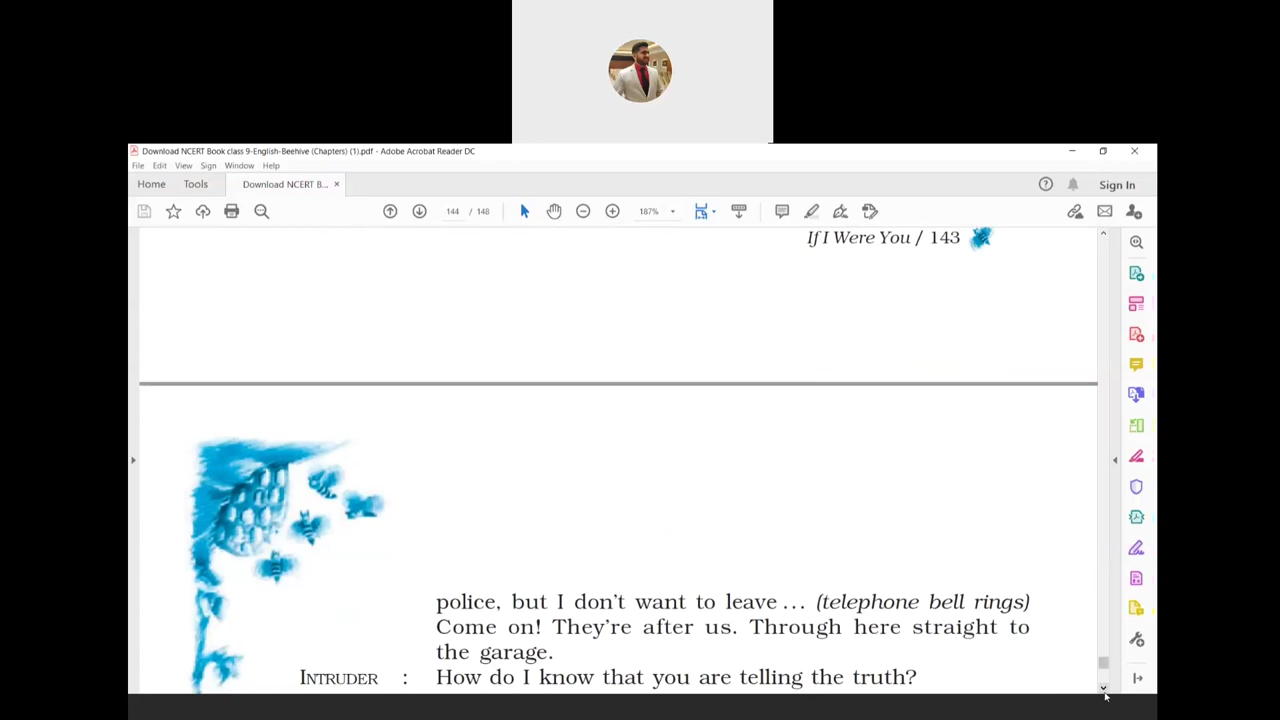 Download NCERT Book class 9-English-Beehive (Chapters) (1).pdf - Adobe Acrobat Reader DC
File Edit View Sign Window Help
Home Tools Download NCERT B... × Sign In
144 / 148 187%
If I Were You / 143
police, but I don't want to leave ... (telephone bell rings)
Come on! They're after us. Through here straight to
the garage.
INTRUDER : How do I know that you are telling the truth?